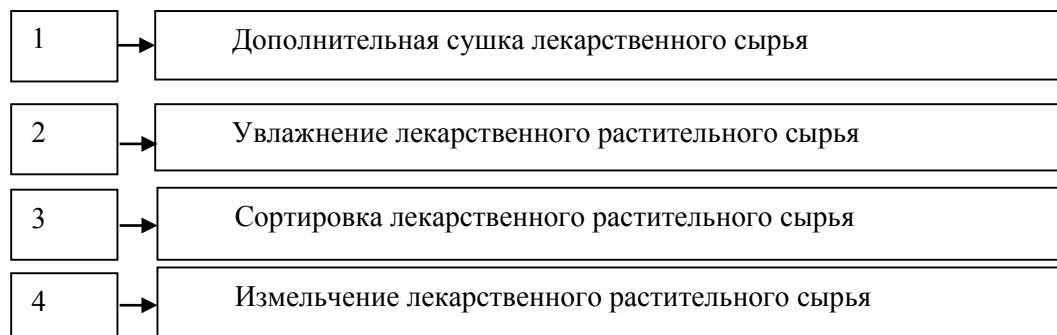 1 Дополнительная сушка лекарственного сырья
2 Увлажнение лекарственного растительного сырья
3 Сортировка лекарственного растительного сырья
4 Измельчение лекарственного растительного сырья